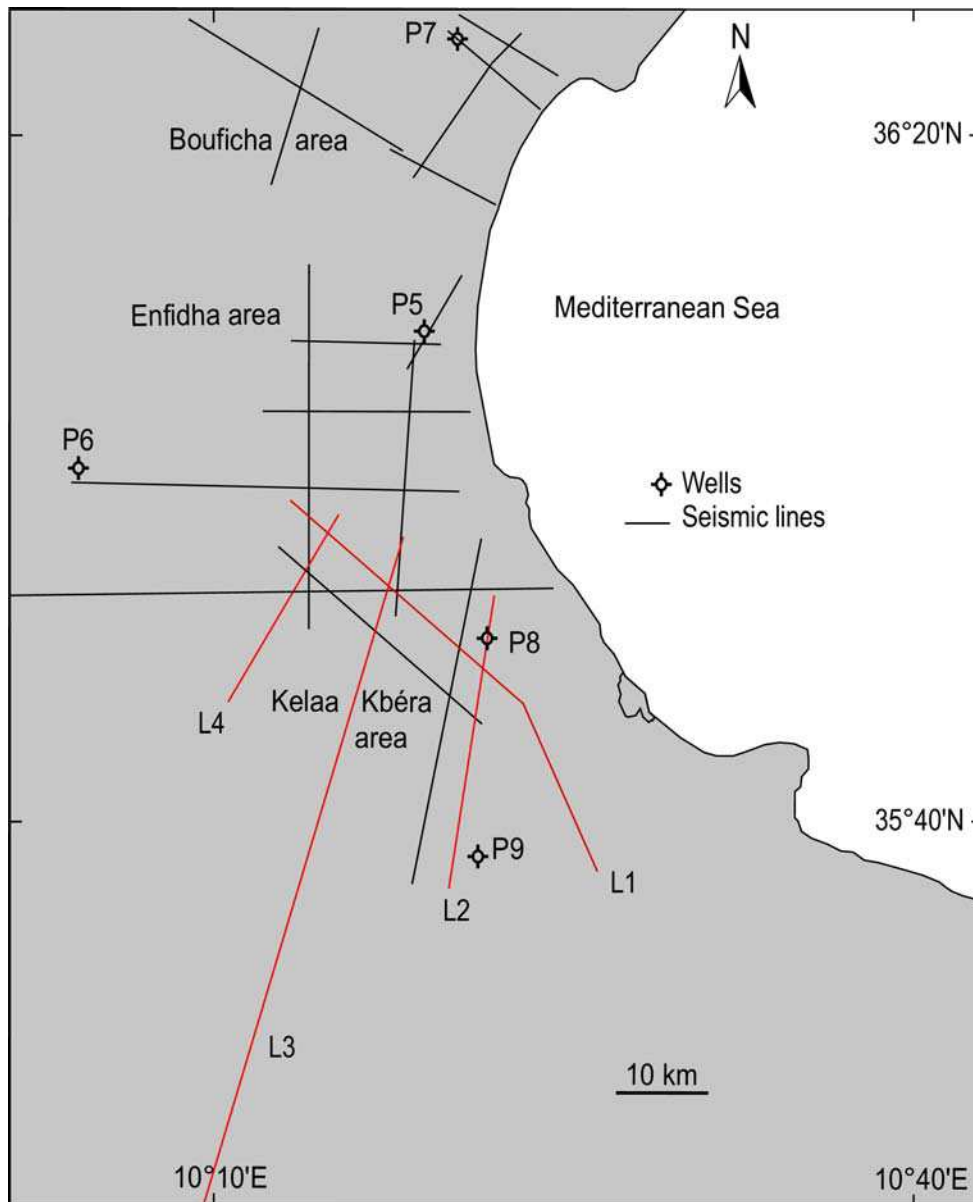 P7
N
Bouficha area
36°20'N
P5
Enfidha area
Mediterranean Sea
P6
Wells
Seismic lines
P8
L4
Kelaa Kbéra
area
35°40'N
P9
L1
L2
L3
10 km
10°10'E
10°40'E